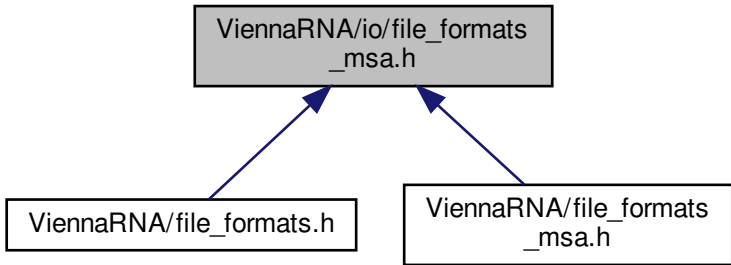 ViennaRNA/io/file_formats
_msa.h
ViennaRNA/file_formats.h
ViennaRNA/file_formats
_msa.h